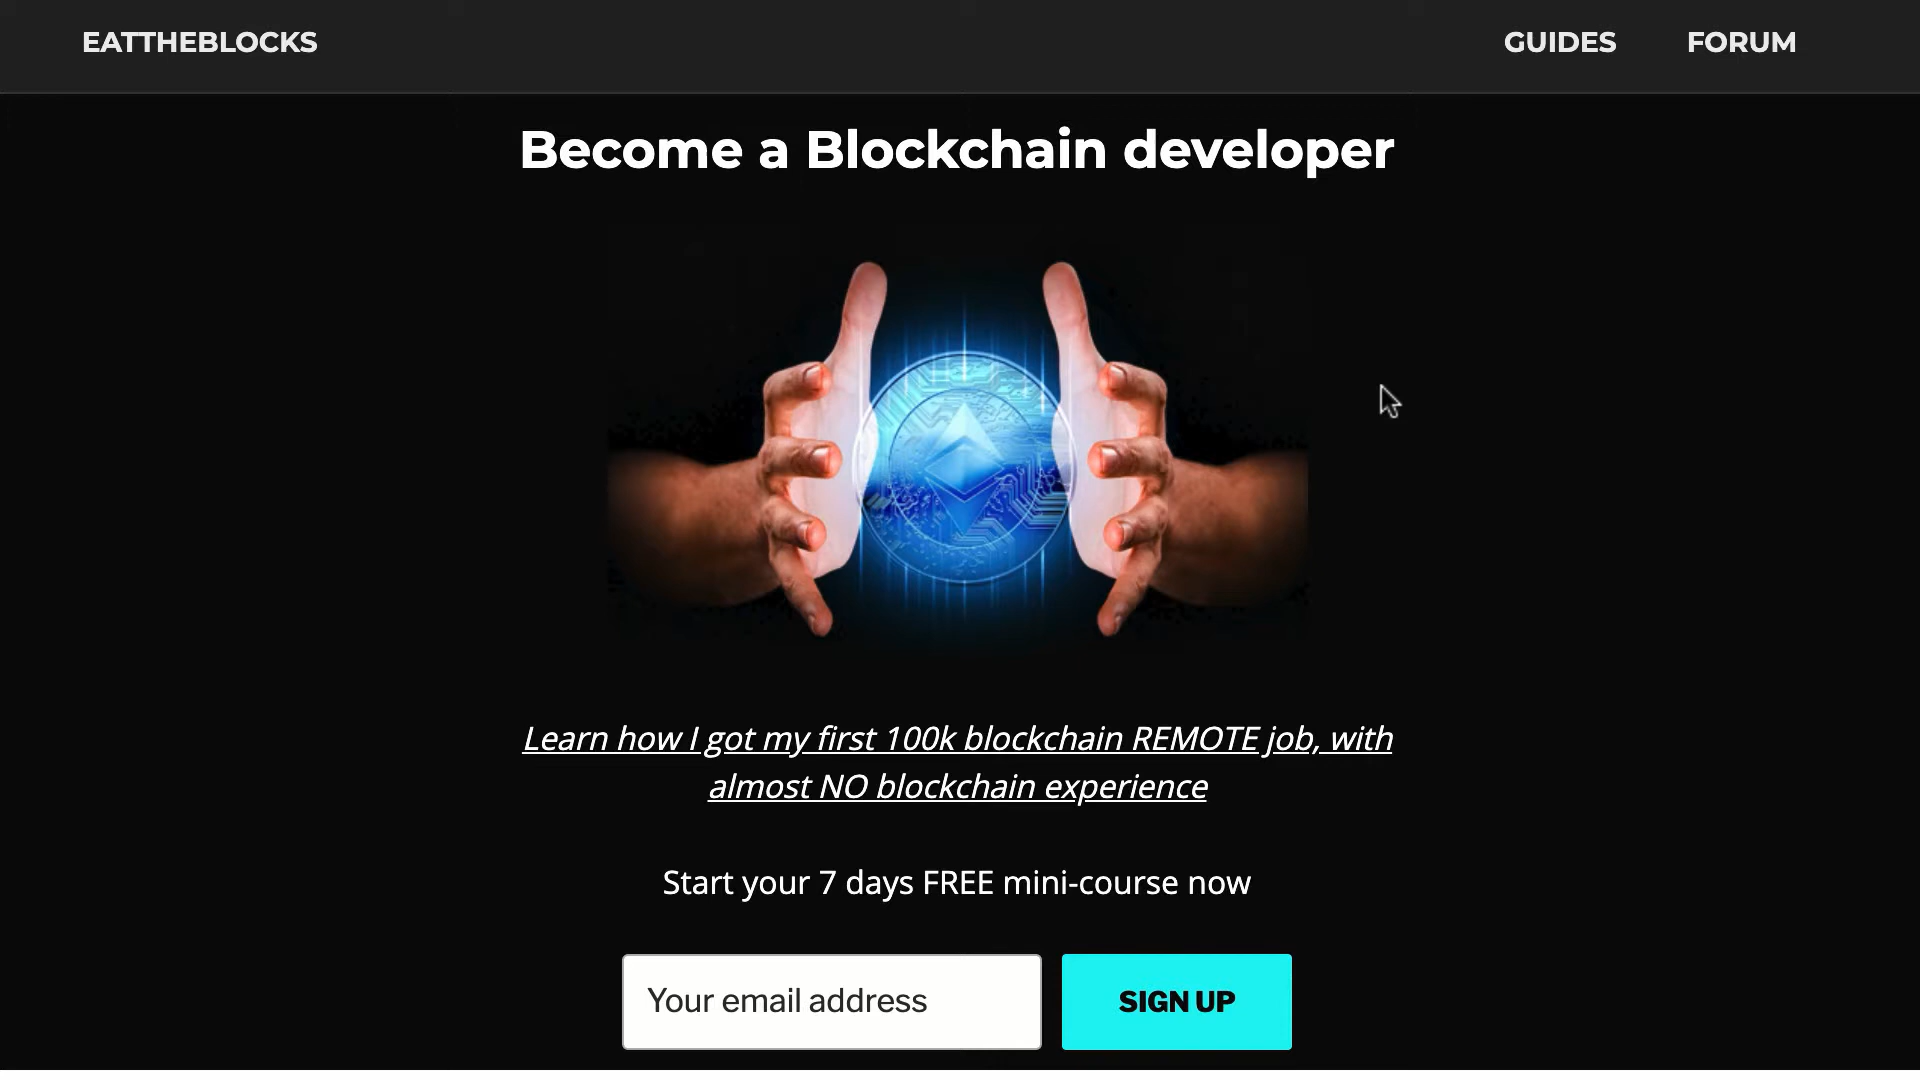 EATTHEBLOCKS
GUIDES
FORUM
Become a Blockchain developer
Learn how I got my first 100k blockchain REMOTE job, with
almost NO blockchain experience
Start your 7 days FREE mini-course now
Your email address
SIGN UP